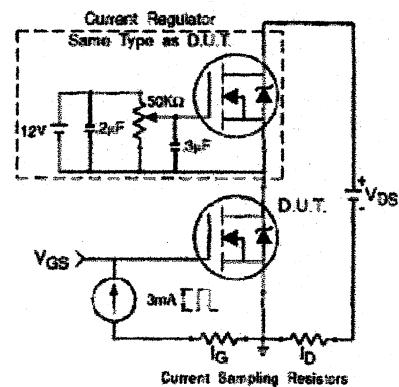 Current Regulator
Same Type as D.U.T.
50KΩ
12V
.2µF
.3µF
D.U.T.
+
VDS
-
VGS
3mA
IG
ID
Current Sampling Resistors